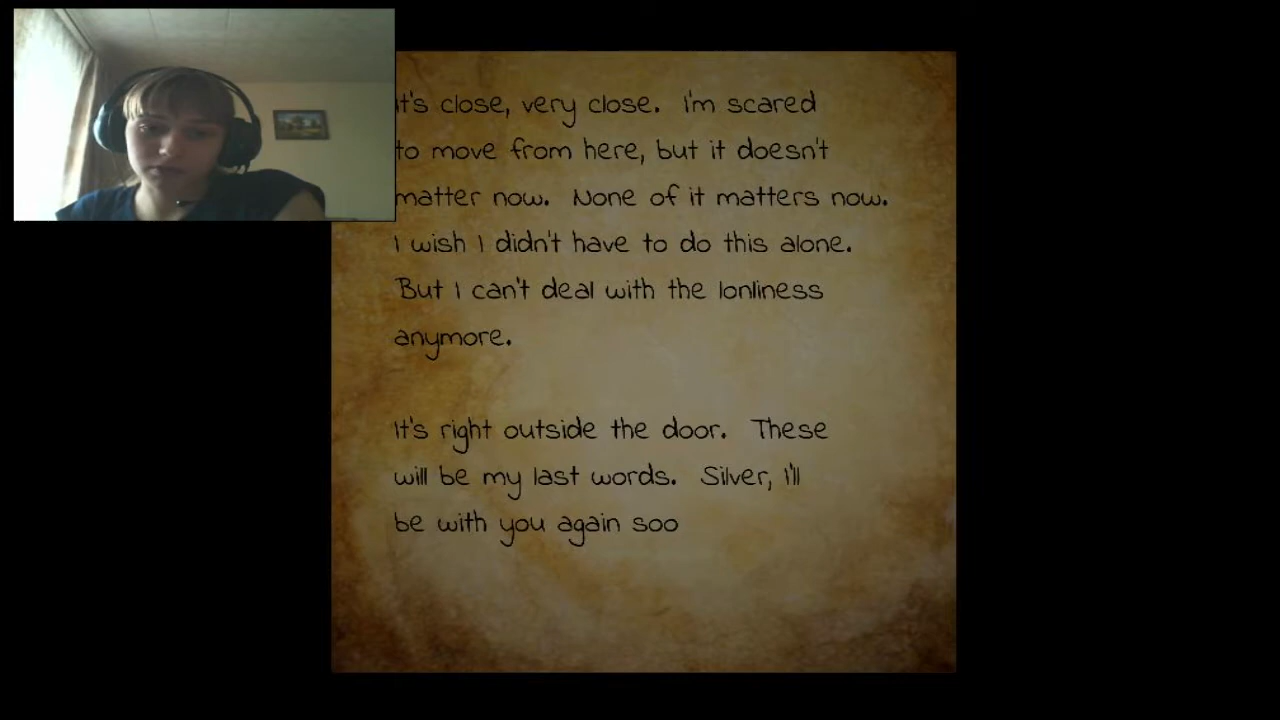 It's close, very close. I'm scared
to move from here, but it doesn't
matter now. None of it matters now.
I wish I didn't have to do this alone.
But I can't deal with the lonliness
anymore.
It's right outside the door. These
will be my last words. Silver, I'll
be with you again soo